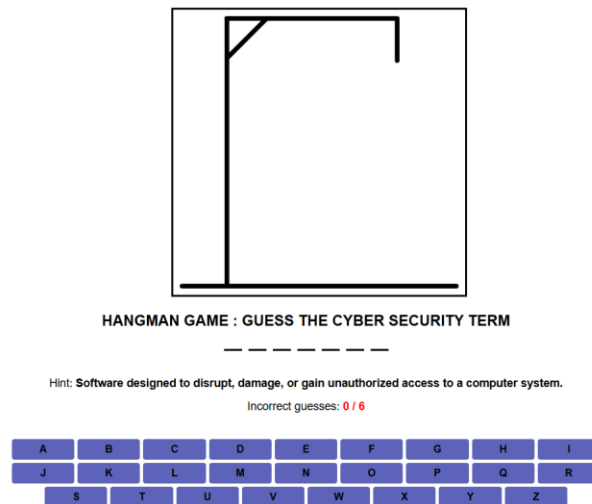 HANGMAN GAME : GUESS THE CYBER SECURITY TERM
_ _ _ _ _ _ _
Hint: Software designed to disrupt, damage, or gain unauthorized access to a computer system.
Incorrect guesses: 0 / 6
A B C D E F G H I
J K L M N O P Q R
S T U V W X Y Z